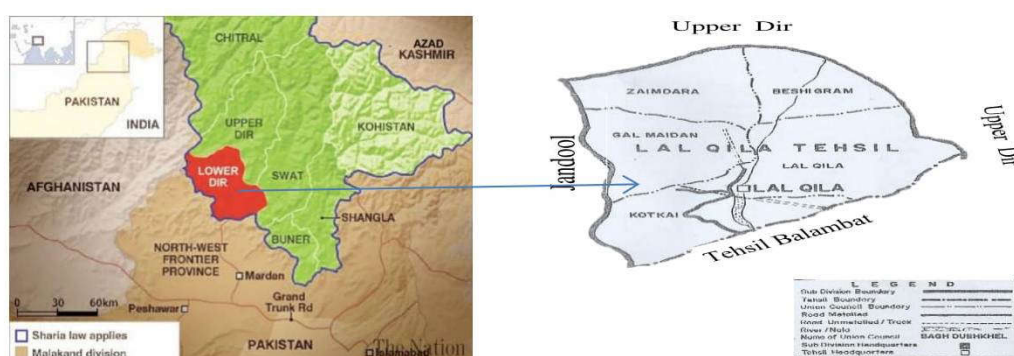 CHITRAL
AZAD
KASHMIR
PAKISTAN
INDIA
UPPER
DIR
KOHISTAN
LOWER
DIR
SWAT
AFGHANISTAN
SHANGLA
BUNER
NORTH-WEST
FRONTIER
PROVINCE
Mardan
Grand
Trunk Rd
Peshawar
PAKISTAN
Islamabad
0 30 60km
Sharia law applies
Malakand division
The Nation
Upper Dir
ZAIMDARA
BESHIGRAM
GAL MAIDAN
LAL QILA TEHSIL
LAL QILA
LAL QILA
KOTKAI
Jandool
Upper Dir
Tehsil Balambat
LEGEND
Sub Division Boundary
Tehsil Boundary
Union Council Boundary
Road Metalled
Road Unmetalled / Track
River / Nala
Name of Union Council BAGH DUSHKHEL
Sub Division Headquarters
Tehsil Headquarters